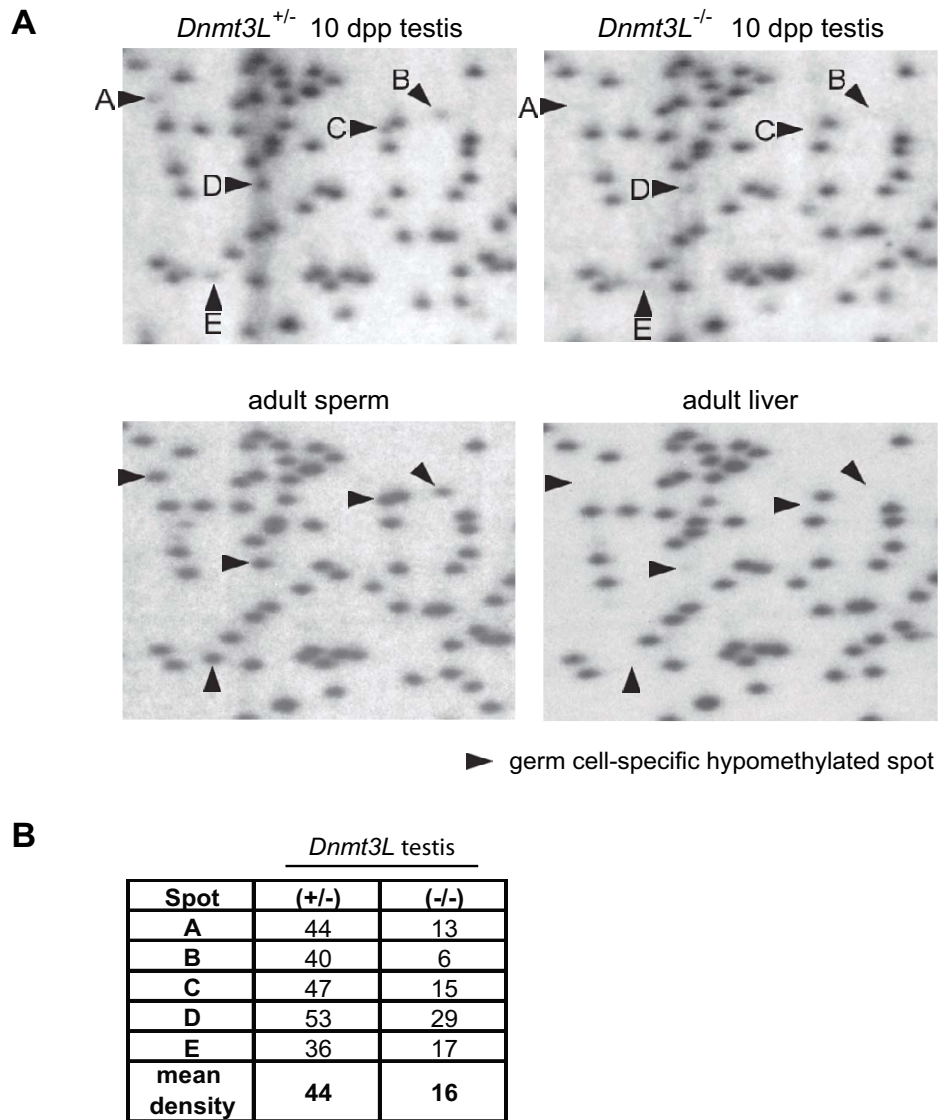 A
Dnmt3L+/- 10 dpp testis
Dnmt3L-/- 10 dpp testis
A
B
C
D
E
A
B
C
D
E
adult sperm
adult liver
germ cell-specific hypomethylated spot
B
Dnmt3L testis
Spot (+/-) (-/-)
A 44 13
B 40 6
C 47 15
D 53 29
E 36 17
mean
density 44 16